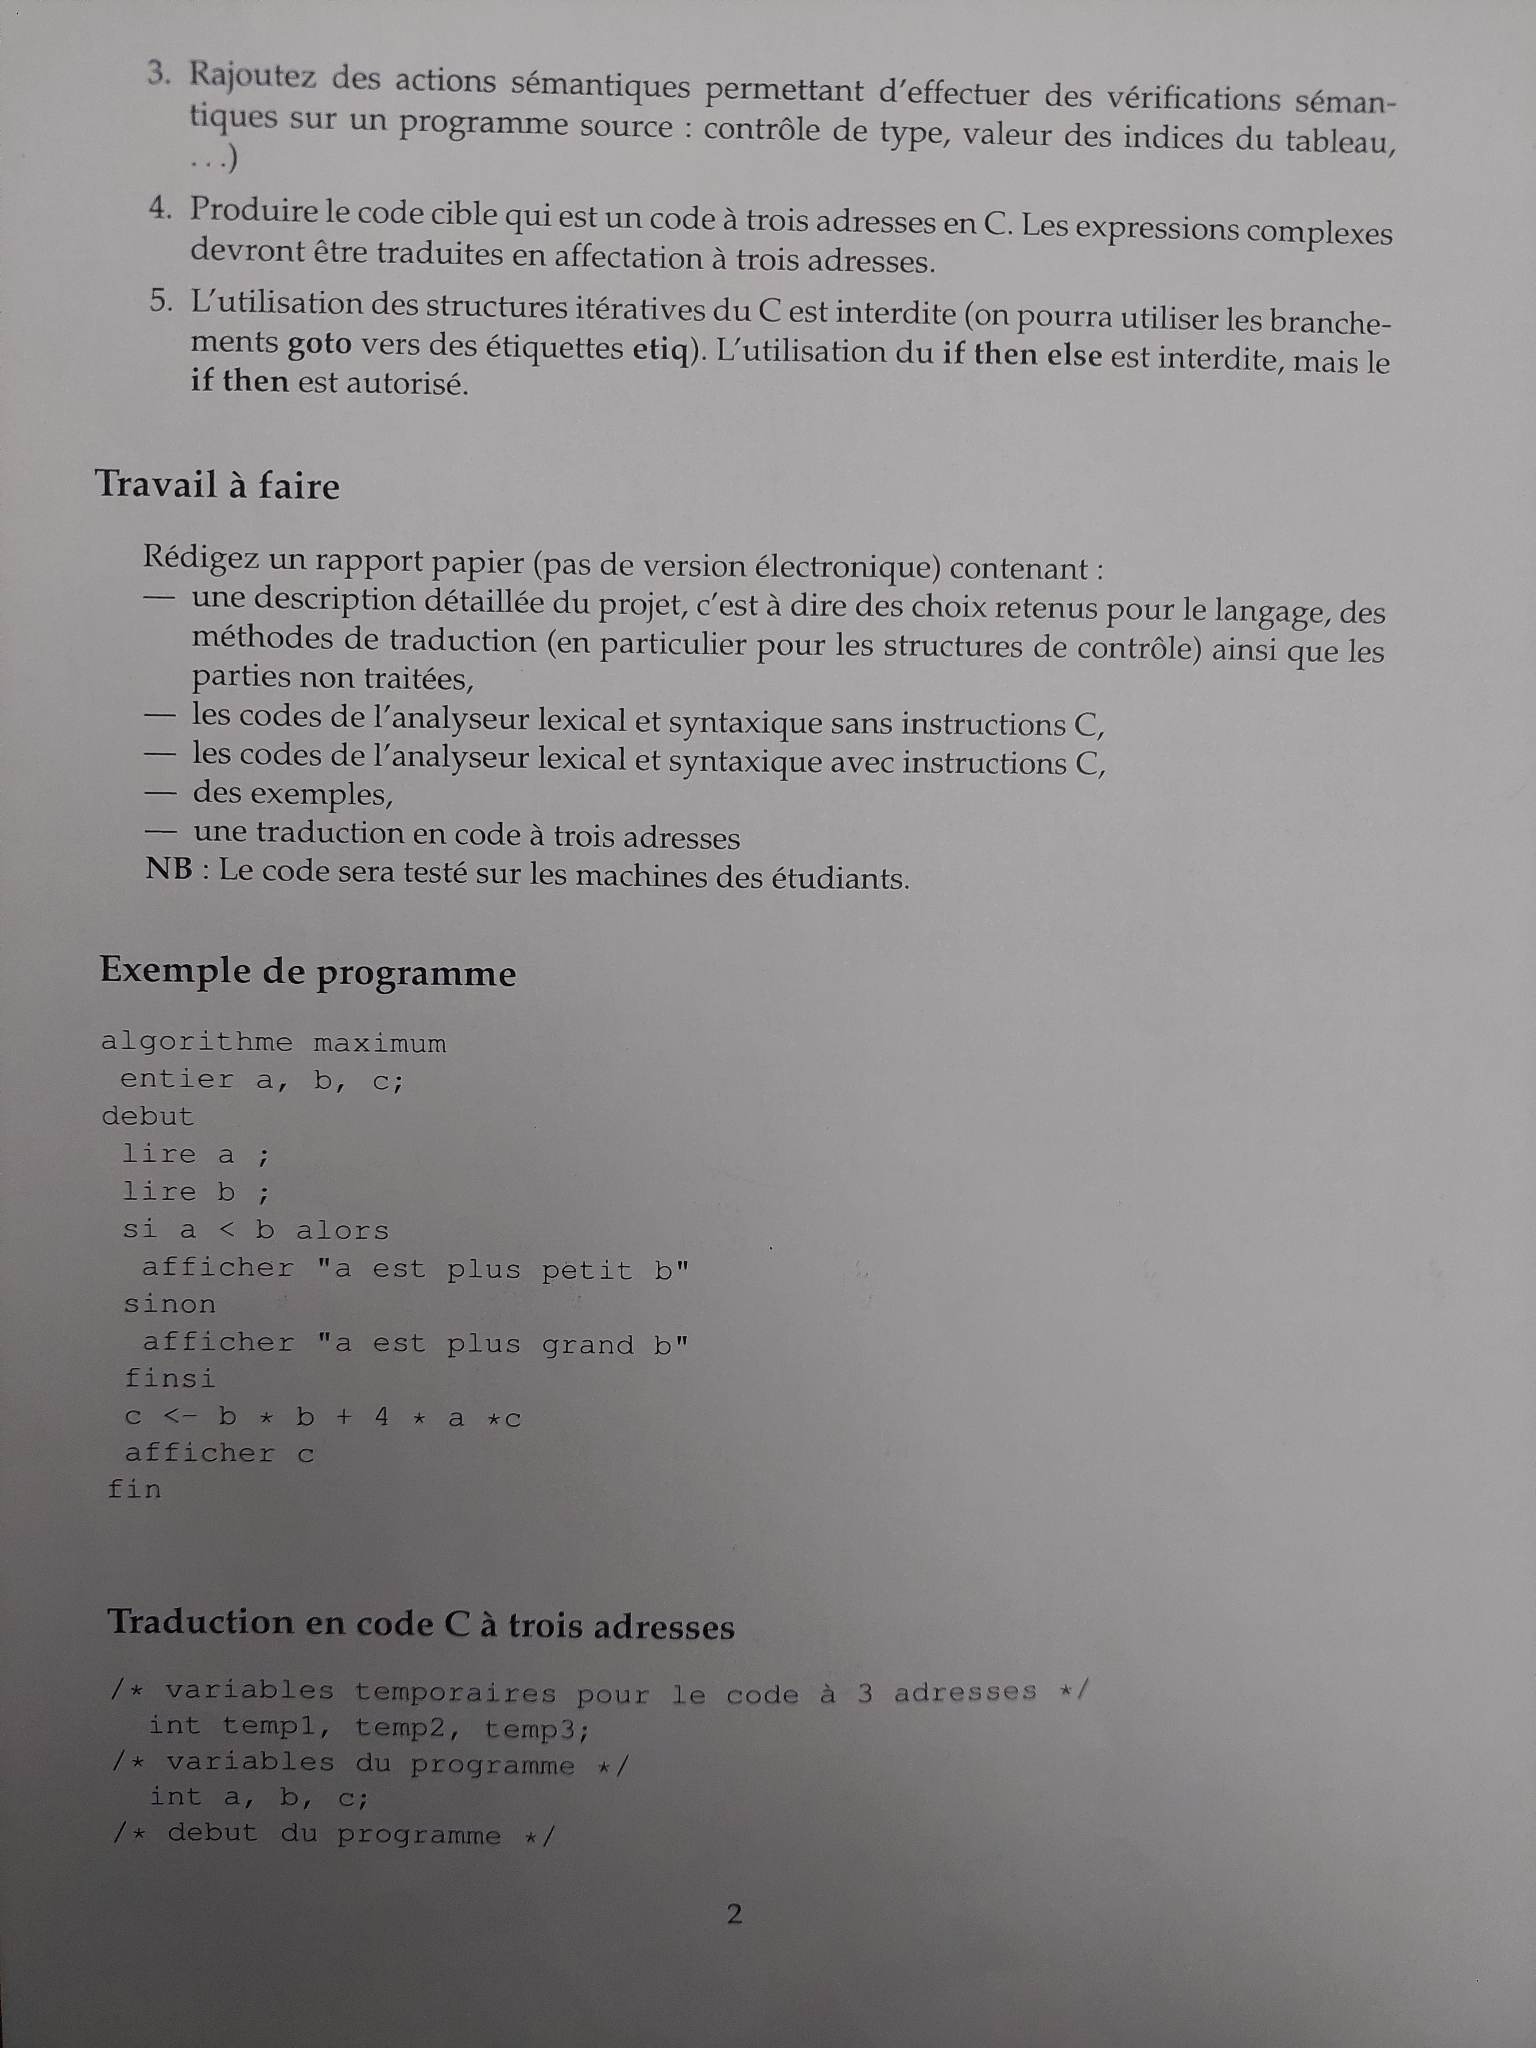 3. Rajoutez des actions sémantiques permettant d'effectuer des vérifications séman-
tiques sur un programme source : contrôle de type, valeur des indices du tableau,
...)
4. Produire le code cible qui est un code à trois adresses en C. Les expressions complexes
devront être traduites en affectation à trois adresses.
5. L'utilisation des structures itératives du C est interdite (on pourra utiliser les branche-
ments goto vers des étiquettes etiq). L'utilisation du if then else est interdite, mais le
if then est autorisé.
Travail à faire
Rédigez un rapport papier (pas de version électronique) contenant :
— une description détaillée du projet, c'est à dire des choix retenus pour le langage, des
méthodes de traduction (en particulier pour les structures de contrôle) ainsi que les
parties non traitées,
— les codes de l'analyseur lexical et syntaxique sans instructions C,
— les codes de l'analyseur lexical et syntaxique avec instructions C,
— des exemples,
— une traduction en code à trois adresses
NB : Le code sera testé sur les machines des étudiants.
Exemple de programme
algorithme maximum
entier a, b, c;
debut
lire a ;
lire b ;
si a < b alors
afficher "a est plus petit b"
sinon
afficher "a est plus grand b"
finsi
c <- b * b + 4 * a *c
afficher c
fin
Traduction en code C à trois adresses
/* variables temporaires pour le code à 3 adresses */
int temp1, temp2, temp3;
/* variables du programme */
int a, b, c;
/* debut du programme */
2